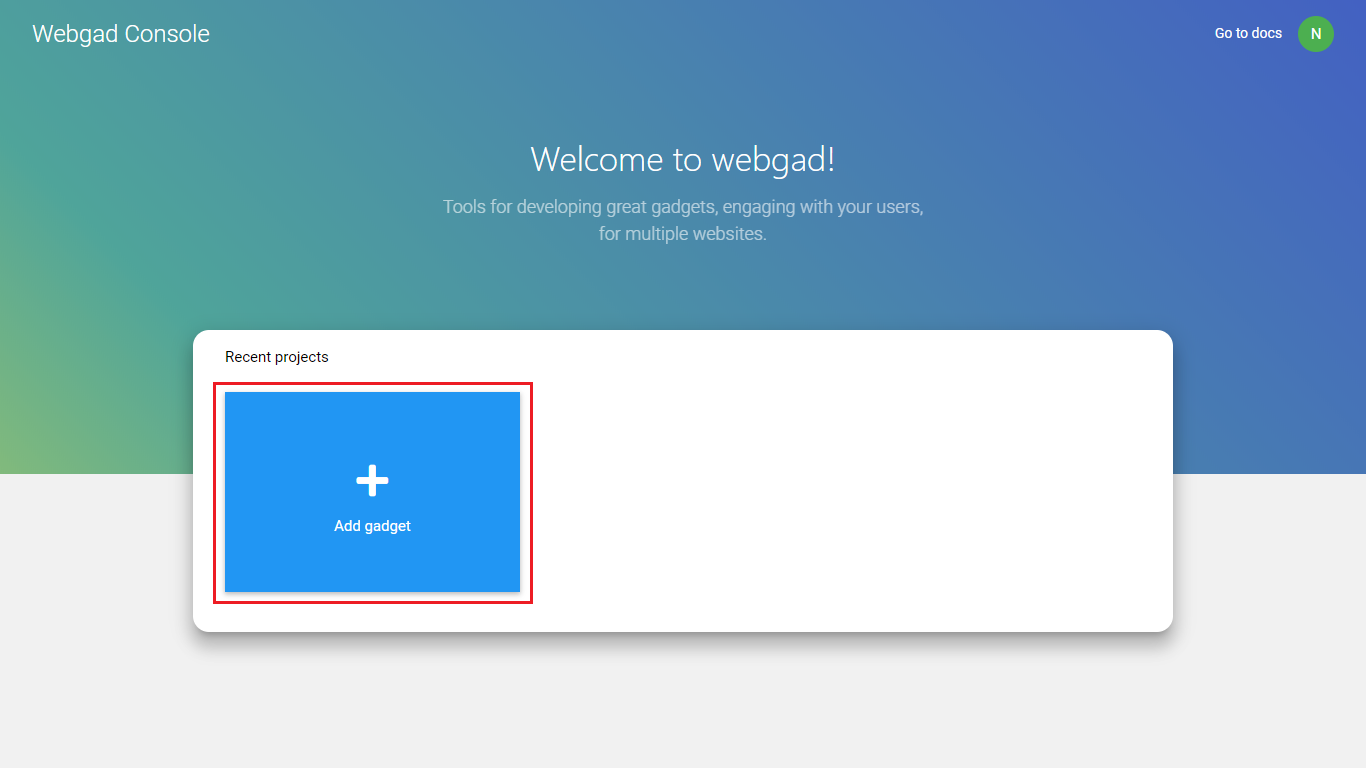 Webgad Console
Go to docs
N
Welcome to webgad!
Tools for developing great gadgets, engaging with your users,
for multiple websites.
Recent projects
Add gadget